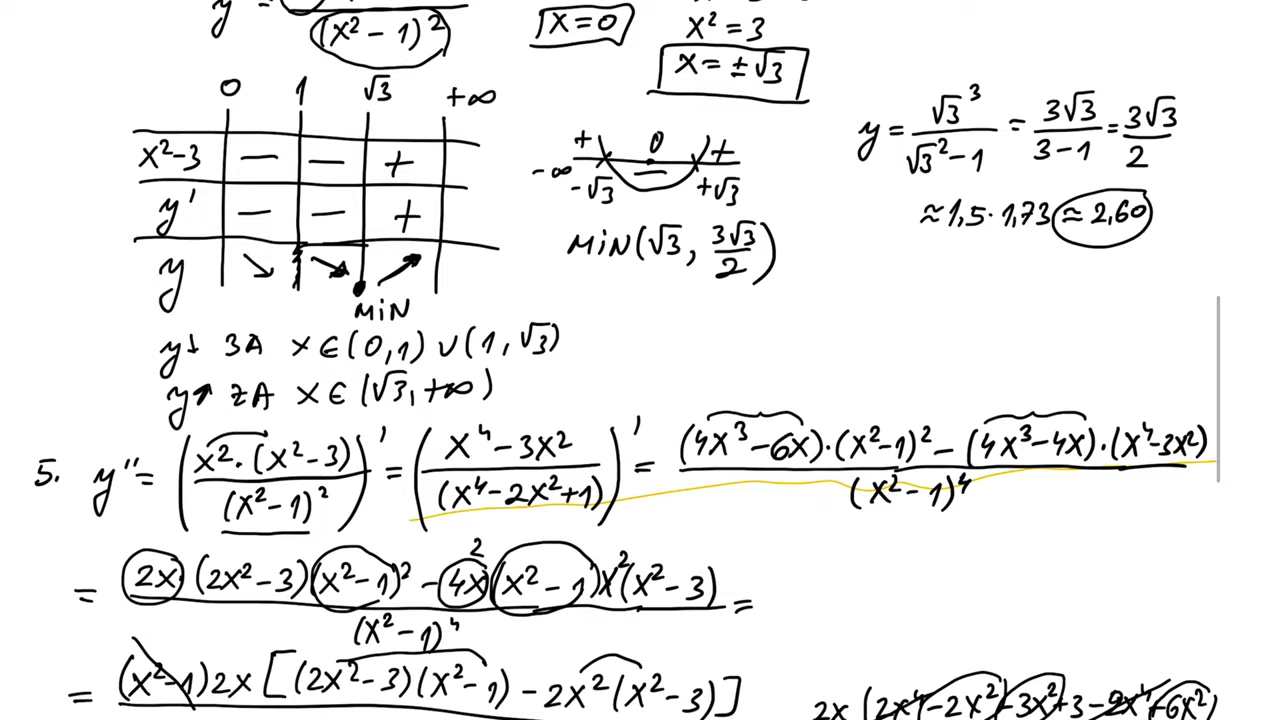 y =
(x² − 1)²
x = 0
x² = 3
x = ±√3
0 1 √3 +∞
x²−3 − − +
y' − − +
y ↘ ↘ ↗
MIN
+ 0 +
-∞ -√3 − +√3
MIN(√3, 3√3/2)
y = √3³/(√3²−1) = 3√3/(3−1) = 3√3/2
≈ 1,5 · 1,73 ≈ 2,60
y↓ ЗА x ∈ (0,1) ∪ (1, √3)
y↗ ZA x ∈ (√3, +∞)
5. y'' = (x²·(x²−3)/(x²−1)²)' = (x⁴−3x²/(x⁴−2x²+1))' = ((4x³−6x)·(x²−1)² − (4x³−4x)·(x⁴−3x²))/(x²−1)⁴
= (2x (2x²−3)(x²−1)² − 4x² (x²−1) x²(x²−3))/(x²−1)⁴ =
= (x²−1)2x [(2x²−3)(x²−1) − 2x²(x²−3)]
2x (2x⁴−2x²−3x²+3−2x⁴+6x²)